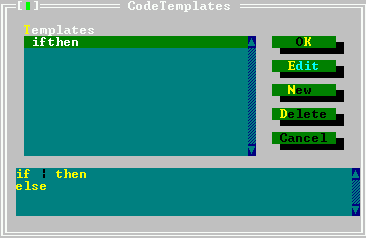 CodeTemplates
Templates
ifthen
OK
Edit
New
Delete
Cancel
if | then
else